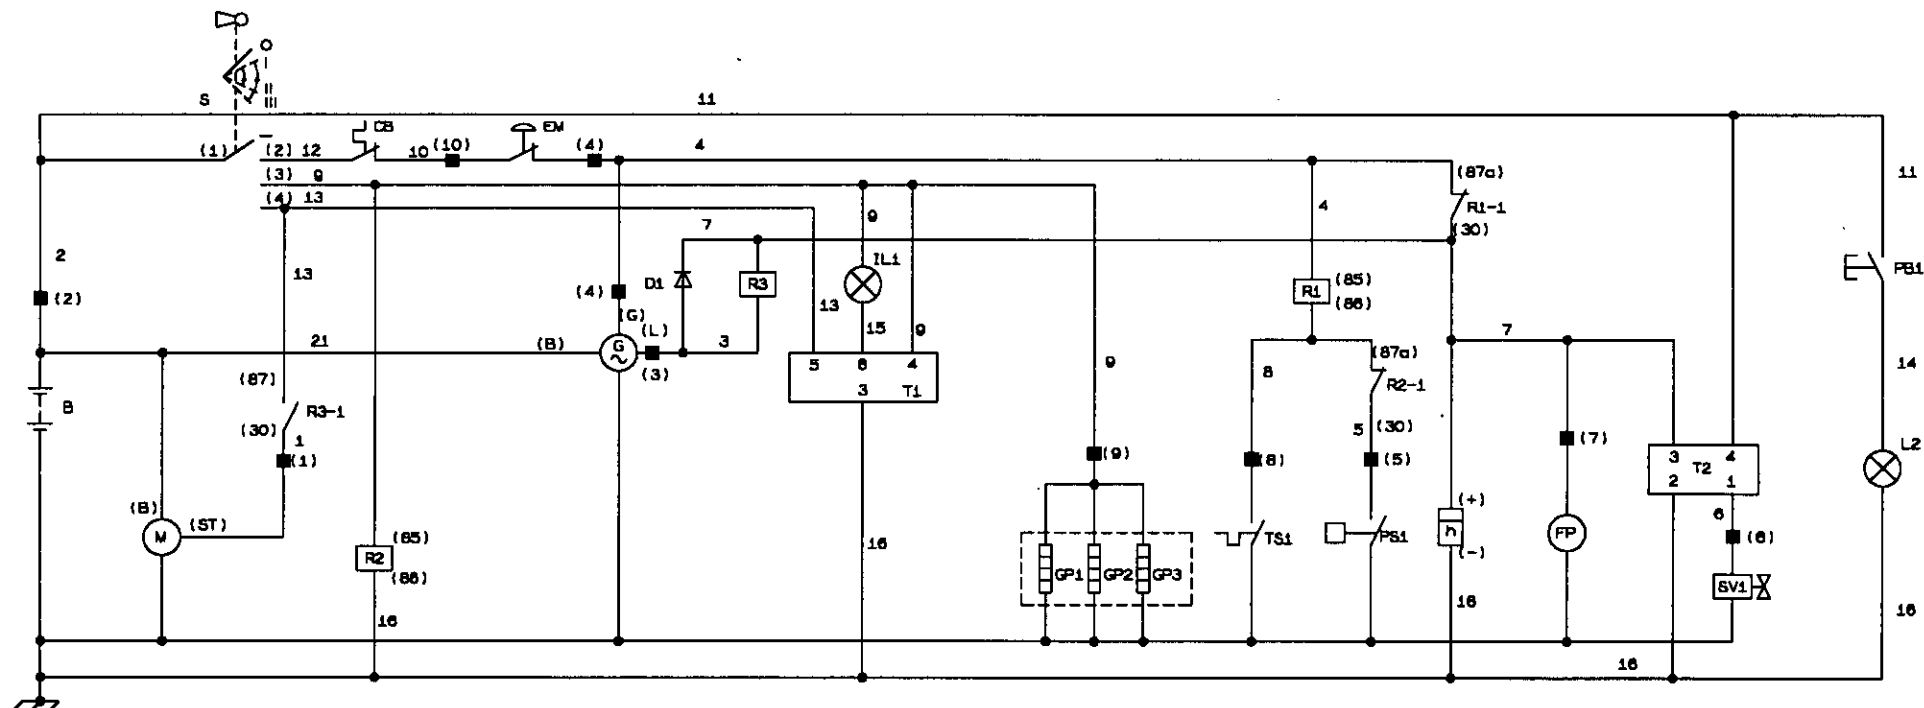 O
I
II
III
S
11
CB
EM
(1)
(2) 12
10
(10)
(4)
4
(3) 9
(4) 13
(87a)
R1-1
(30)
11
2
13
7
9
4
IL1
(2)
(4)
D1
R3
13
R1
(85)
(86)
PB1
(G)
(L)
15
9
21
(B)
G
3
(3)
5
6
4
3
T1
9
8
(87a)
R2-1
7
14
B
(87)
R3-1
(30)
1
(1)
5
(30)
(9)
(8)
(5)
(7)
3
4
T2
2
1
L2
(B)
M
(ST)
R2
(85)
(86)
16
16
GP1
GP2
GP3
TS1
PS1
(+)
h
(-)
FP
6
(6)
SV1
16
16
16